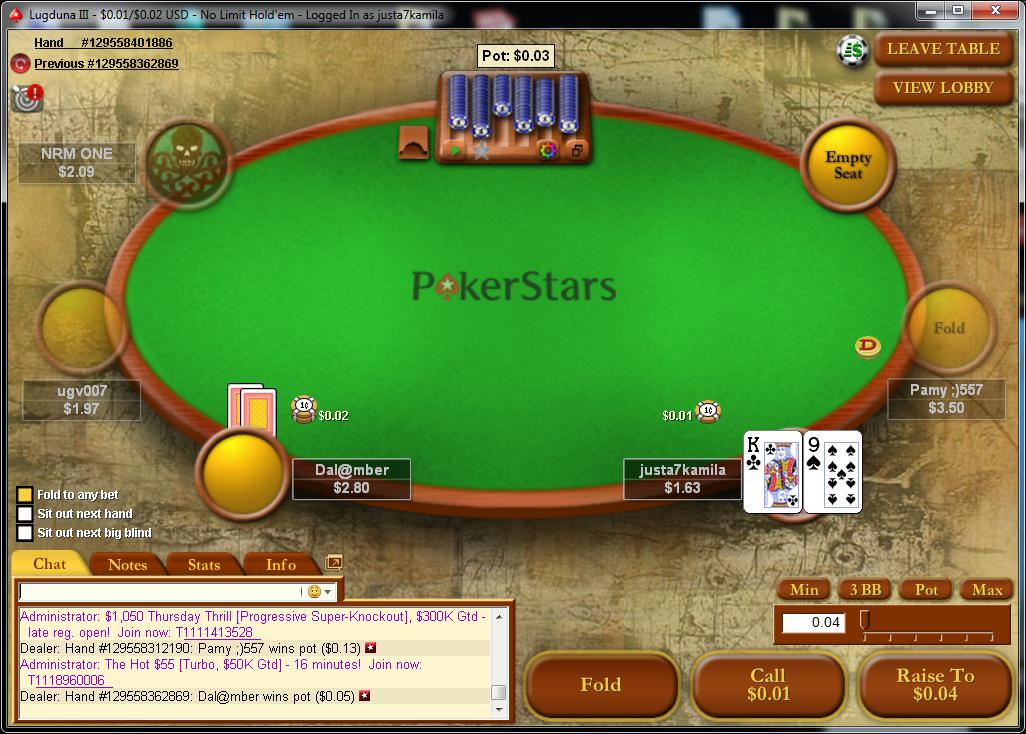 Lugduna III - $0.01/$0.02 USD - No Limit Hold'em - Logged In as justa7kamila
Hand #129558401886
Previous #129558362869
Pot: $0.03
LEAVE TABLE
VIEW LOBBY
NRM ONE
$2.09
Empty
Seat
PokerStars
D
Fold
ugv007
$1.97
Pamy ;)557
$3.50
1¢
$0.02
$0.01
1¢
K
9
Dal@mber
$2.80
justa7kamila
$1.63
Fold to any bet
Sit out next hand
Sit out next big blind
Chat
Notes
Stats
Info
Administrator: $1,050 Thursday Thrill [Progressive Super-Knockout], $300K Gtd -
late reg. open! Join now: T1111413528
Dealer: Hand #129558312190: Pamy ;)557 wins pot ($0.13)
Administrator: The Hot $55 [Turbo, $50K Gtd] - 16 minutes! Join now:
T1118960006
Dealer: Hand #129558362869: Dal@mber wins pot ($0.05)
Min
3 BB
Pot
Max
0.04
Fold
Call
$0.01
Raise To
$0.04